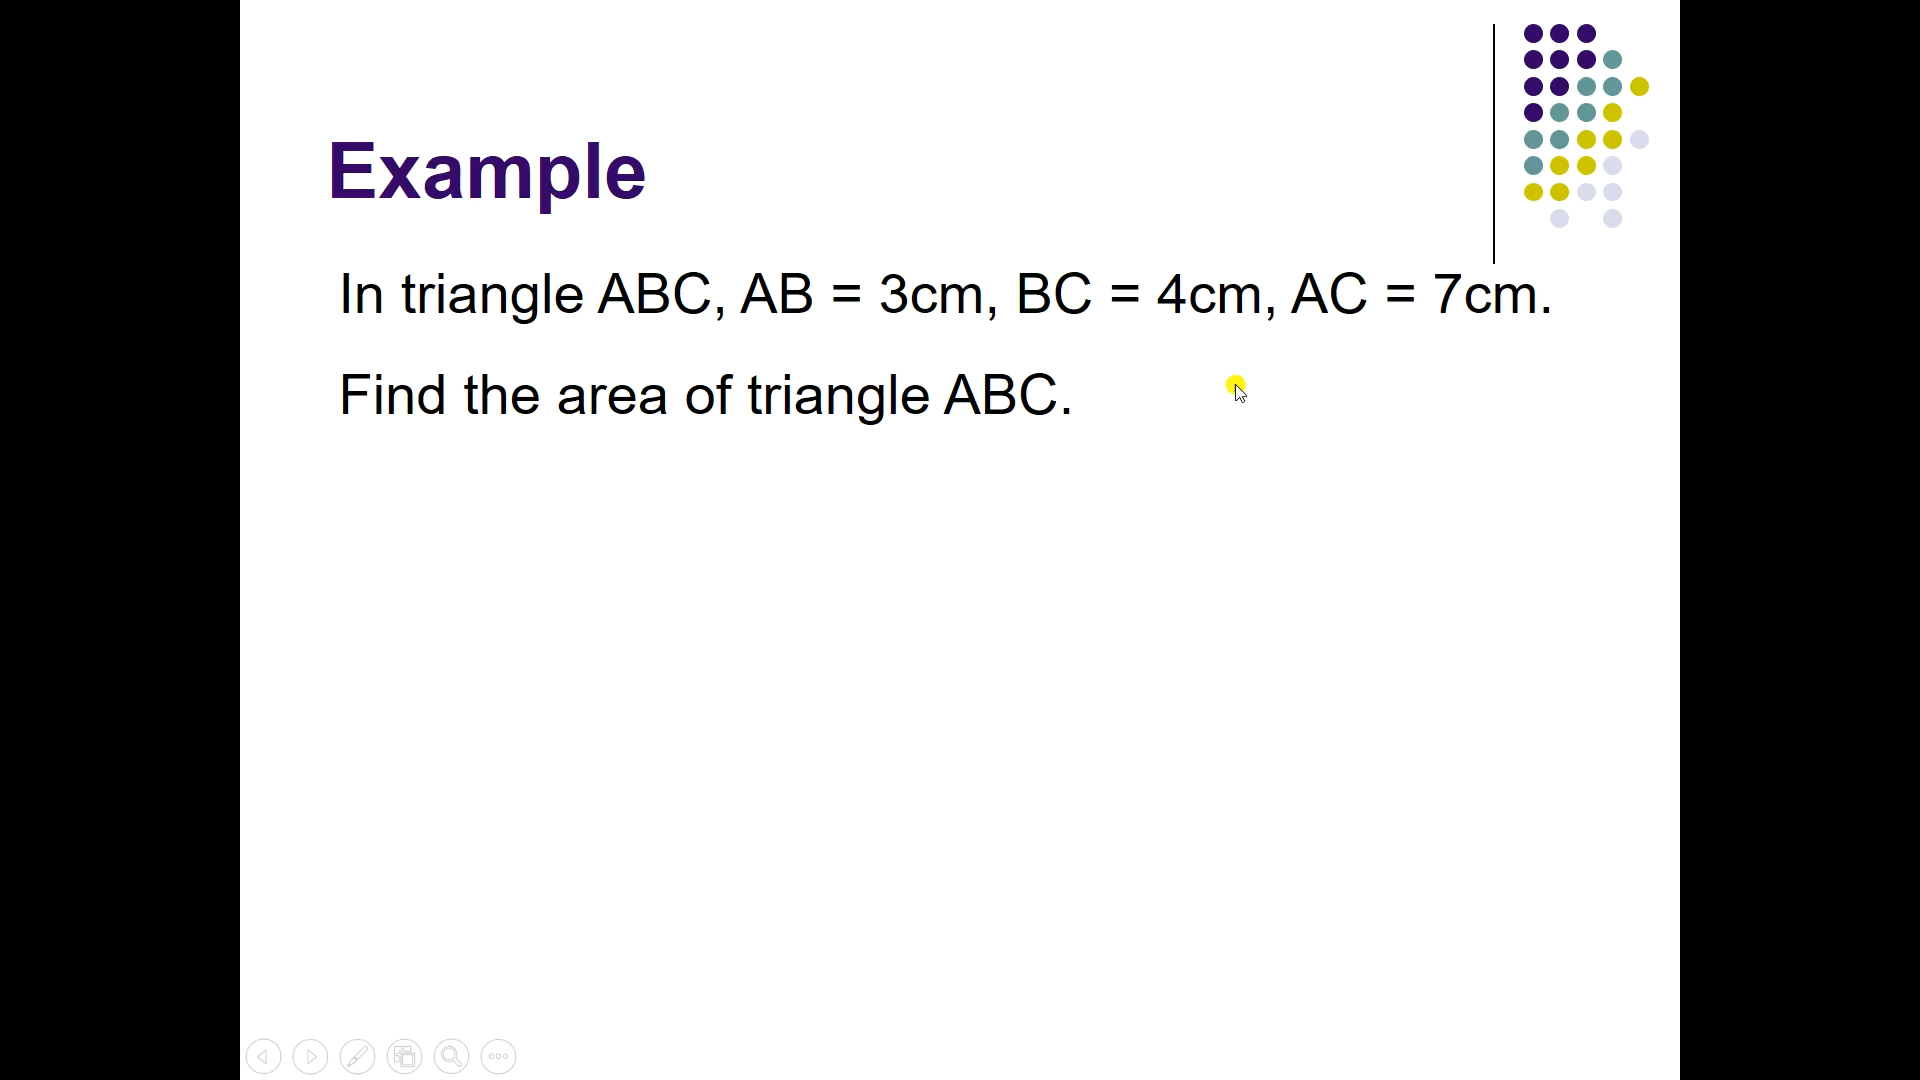 Example
In triangle ABC, AB = 3cm, BC = 4cm, AC = 7cm.
Find the area of triangle ABC.